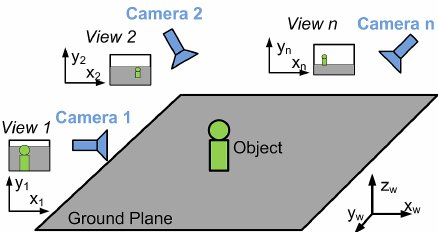 Camera 2
View 2
y2
x2
View n
Camera n
yn
xn
View 1
Camera 1
y1
x1
Object
Ground Plane
zw
yw
xw